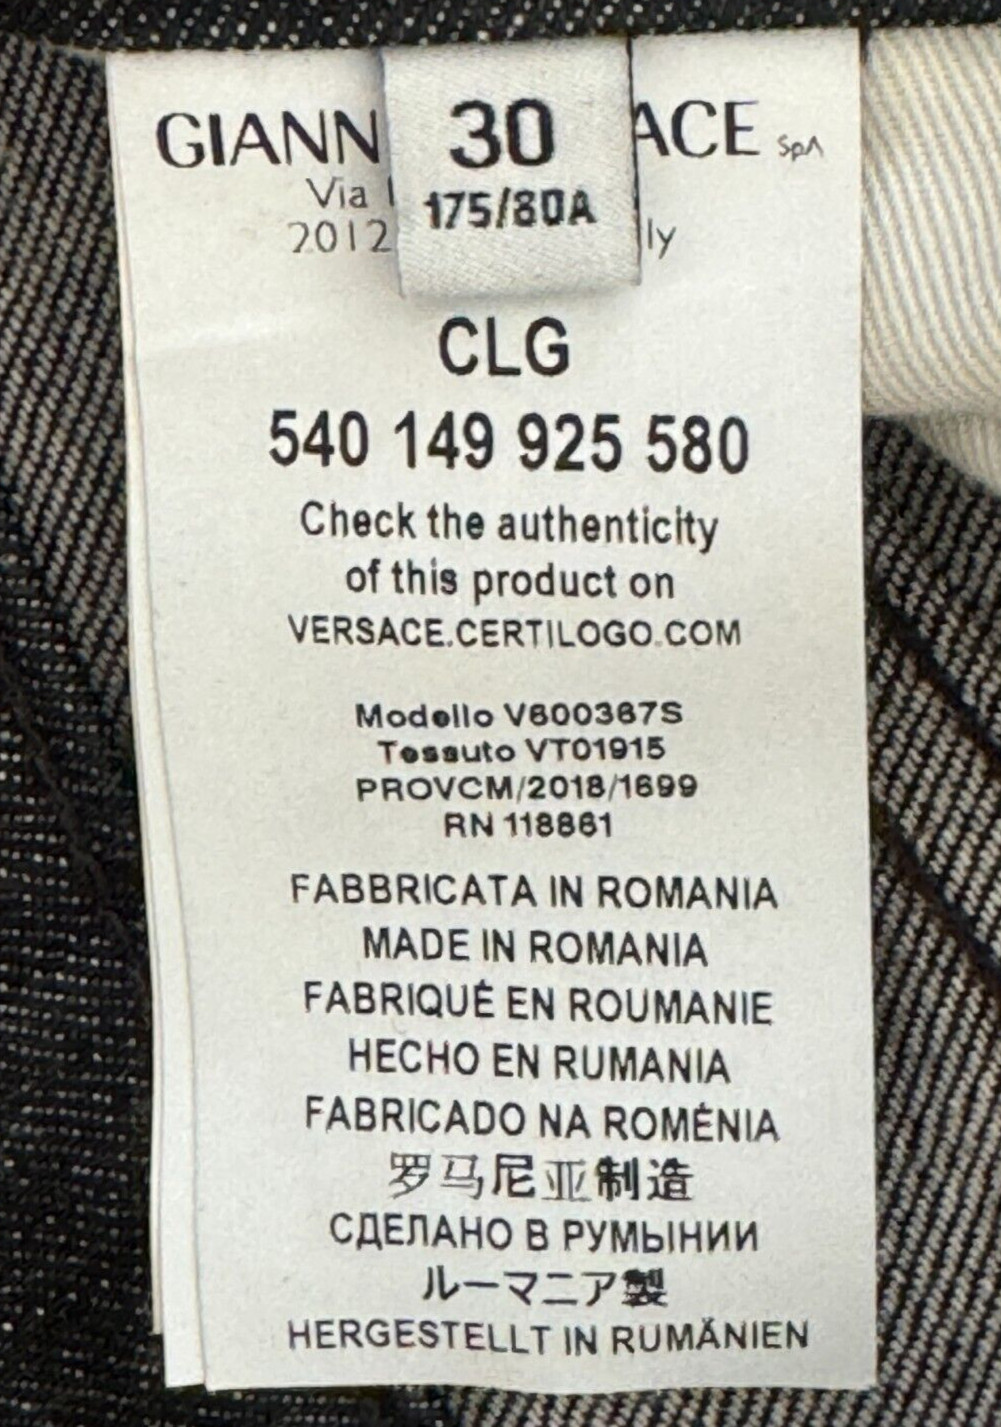 GIANN ACE SpA
30
175/80A
Via
2012 ly
CLG
540 149 925 580
Check the authenticity
of this product on
VERSACE.CERTILOGO.COM
Modello V800367S
Tessuto VT01915
PROVCM/2018/1699
RN 118861
FABBRICATA IN ROMANIA
MADE IN ROMANIA
FABRIQUÉ EN ROUMANIE
HECHO EN RUMANIA
FABRICADO NA ROMÉNIA
罗马尼亚制造
СДЕЛАНО В РУМЫНИИ
ルーマニア製
HERGESTELLT IN RUMÄNIEN